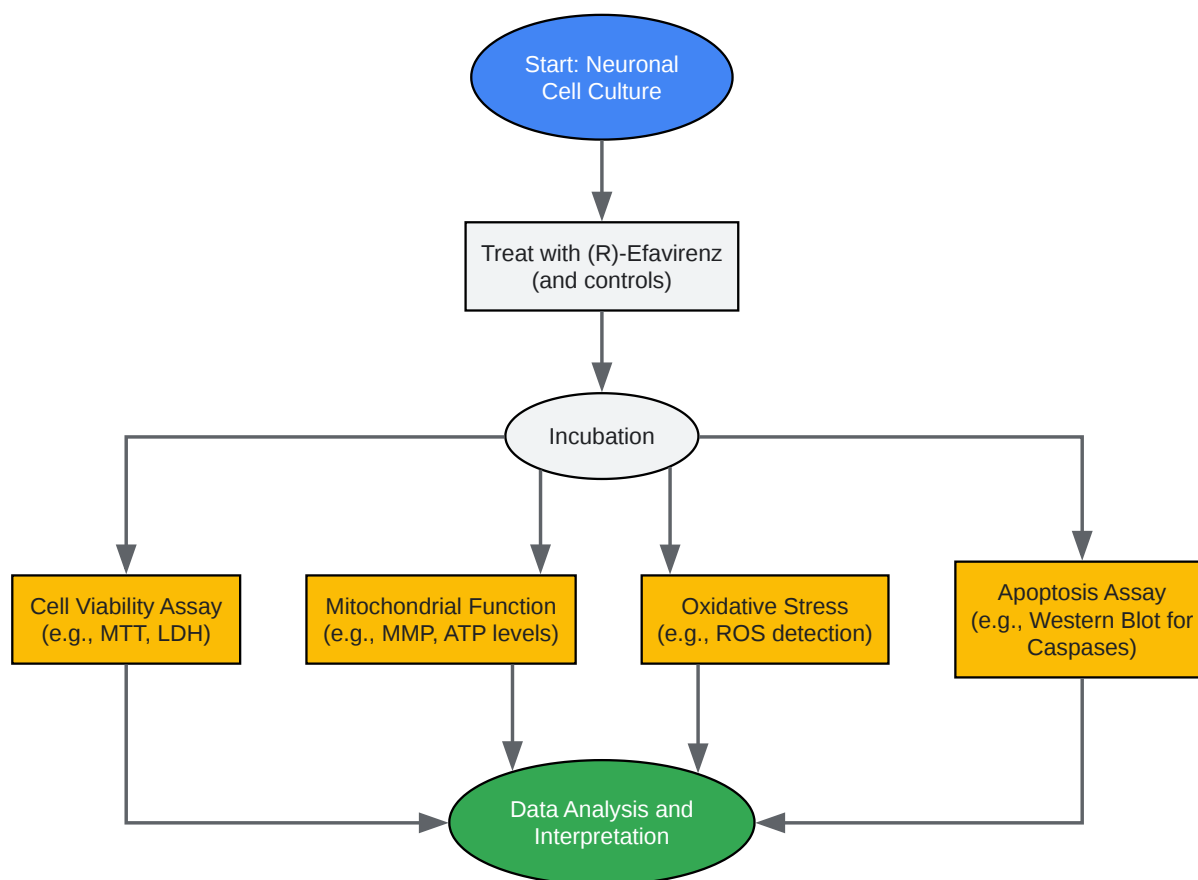 Start: Neuronal
Cell Culture
Treat with (R)-Efavirenz
(and controls)
Incubation
Cell Viability Assay
(e.g., MTT, LDH)
Mitochondrial Function
(e.g., MMP, ATP levels)
Oxidative Stress
(e.g., ROS detection)
Apoptosis Assay
(e.g., Western Blot for
Caspases)
Data Analysis and
Interpretation